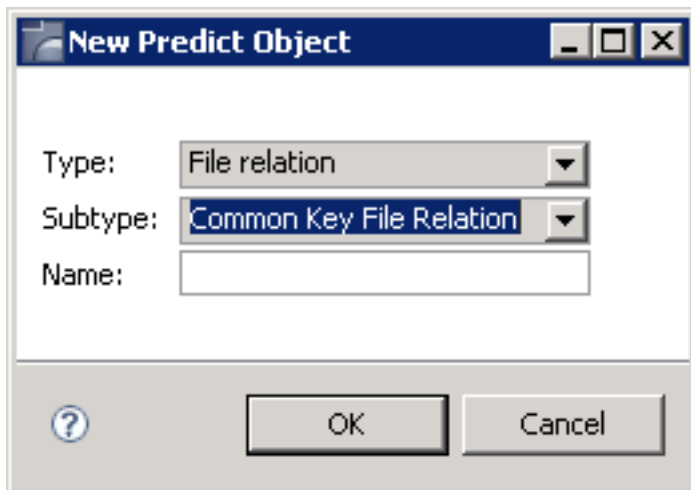 New Predict Object
Type: File relation
Subtype: Common Key File Relation
Name:
? OK Cancel